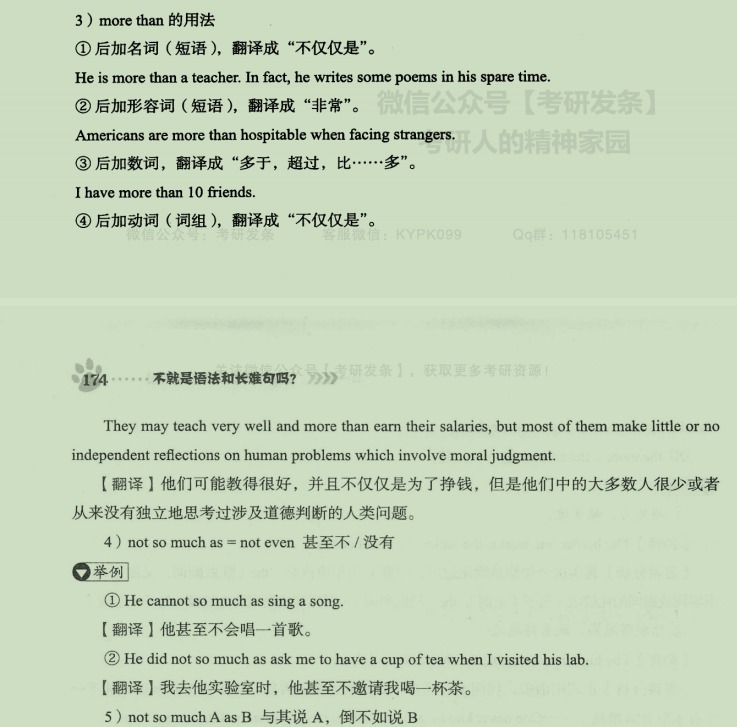 3）more than 的用法
① 后加名词（短语），翻译成“不仅仅是”。
He is more than a teacher. In fact, he writes some poems in his spare time.
② 后加形容词（短语），翻译成“非常”。
微信公众号【考研发条】
Americans are more than hospitable when facing strangers.
考研人的精神家园
③ 后加数词，翻译成“多于，超过，比……多”。
I have more than 10 friends.
④ 后加动词（词组），翻译成“不仅仅是”。
微信公众号：考研发条 客服微信：KYPK099 Qq群：118105451
关注微信公众号【考研发条】，获取更多考研资源！
174 ······ 不就是语法和长难句吗？
They may teach very well and more than earn their salaries, but most of them make little or no
independent reflections on human problems which involve moral judgment.
【翻译】他们可能教得很好，并且不仅仅是为了挣钱，但是他们中的大多数人很少或者
从来没有独立地思考过涉及道德判断的人类问题。
4）not so much as = not even 甚至不 / 没有
举例
① He cannot so much as sing a song.
【翻译】他甚至不会唱一首歌。
② He did not so much as ask me to have a cup of tea when I visited his lab.
【翻译】我去他实验室时，他甚至不邀请我喝一杯茶。
5）not so much A as B 与其说 A，倒不如说 B